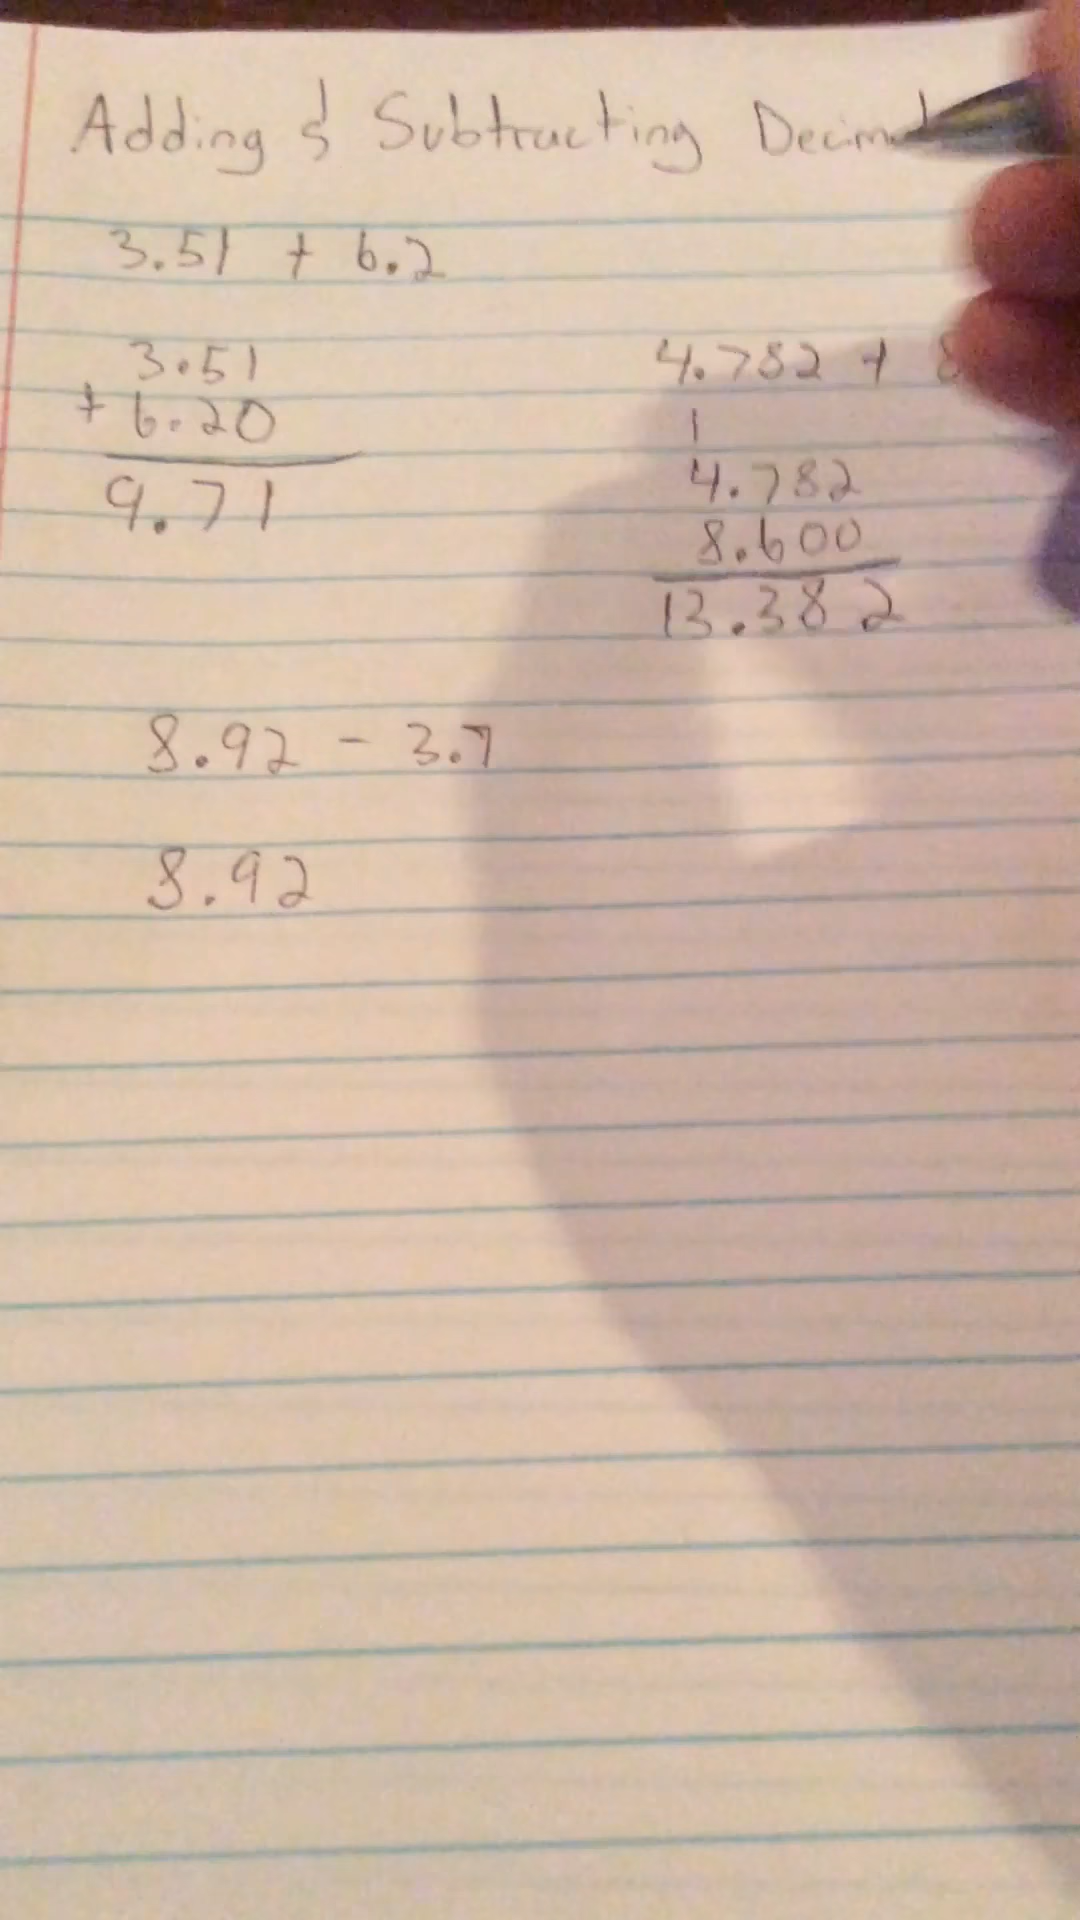 Adding & Subtracting
3.51 + 6.2
3.51
+ 6.20
9.71
4.782 + 8
1
4.782
8.600
13.382
8.92 - 3.7
8.92